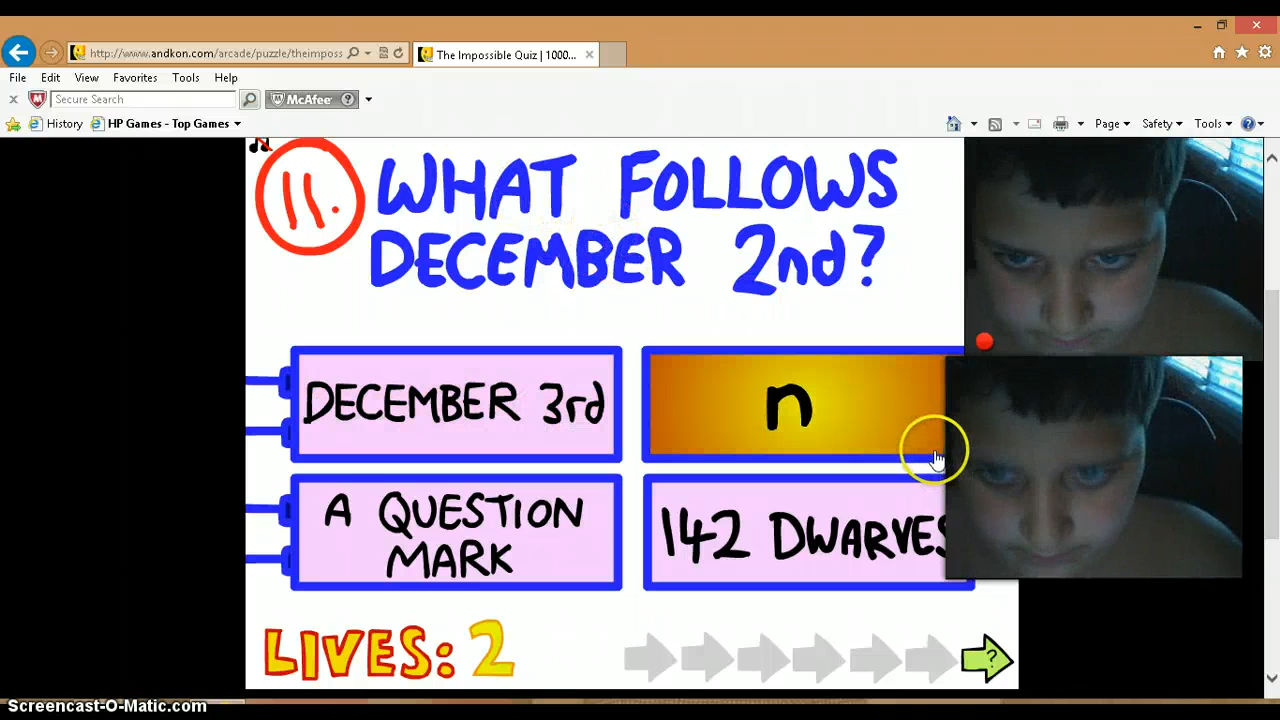 http://www.andkon.com/arcade/puzzle/theimposs
The Impossible Quiz | 1000...
File Edit View Favorites Tools Help
Secure Search
McAfee
History
HP Games - Top Games
Page
Safety
Tools
11.
WHAT FOLLOWS
DECEMBER 2nd?
DECEMBER 3rd
n
A QUESTION
MARK
142 DWARVES
LIVES: 2
?
Screencast-O-Matic.com